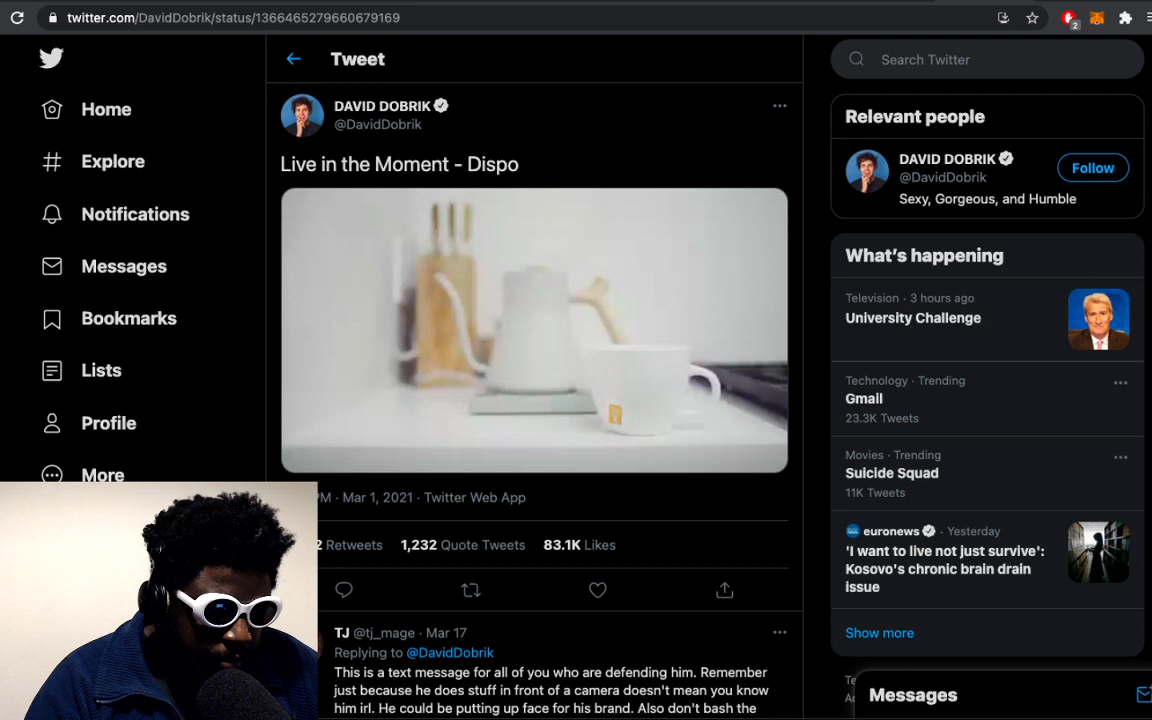 twitter.com/DavidDobrik/status/1366465279660679169
2
Home
Explore
Notifications
Messages
Bookmarks
Lists
Profile
More
Tweet
DAVID DOBRIK
@DavidDobrik
Live in the Moment - Dispo
PM · Mar 1, 2021 · Twitter Web App
2 Retweets 1,232 Quote Tweets 83.1K Likes
TJ @tj_mage · Mar 17
Replying to @DavidDobrik
This is a text message for all of you who are defending him. Remember
just because he does stuff in front of a camera doesn't mean you know
him irl. He could be putting up face for his brand. Also don't bash the
Search Twitter
Relevant people
DAVID DOBRIK
@DavidDobrik
Follow
Sexy, Gorgeous, and Humble
What's happening
Television · 3 hours ago
University Challenge
Technology · Trending
Gmail
23.3K Tweets
Movies · Trending
Suicide Squad
11K Tweets
euronews · Yesterday
'I want to live not just survive':
Kosovo's chronic brain drain
issue
Show more
Messages